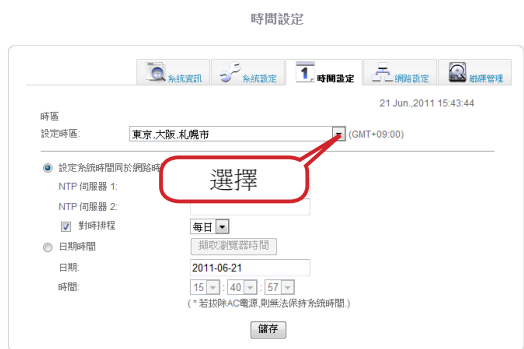 時間設定
系統資訊 系統設定 時間設定 網路設定 磁碟管理
21 Jun.,2011 15:43:44
時區
設定時區: 東京,大阪,札幌市 (GMT+09:00)
設定系統時間同於網路時
選擇
NTP 伺服器 1:
NTP 伺服器 2:
對時排程 每日
日期時間 擷取瀏覽器時間
日期: 2011-06-21
時間: 15 : 40 : 57
( * 若拔除AC電源,則無法保持系統時間.)
儲存